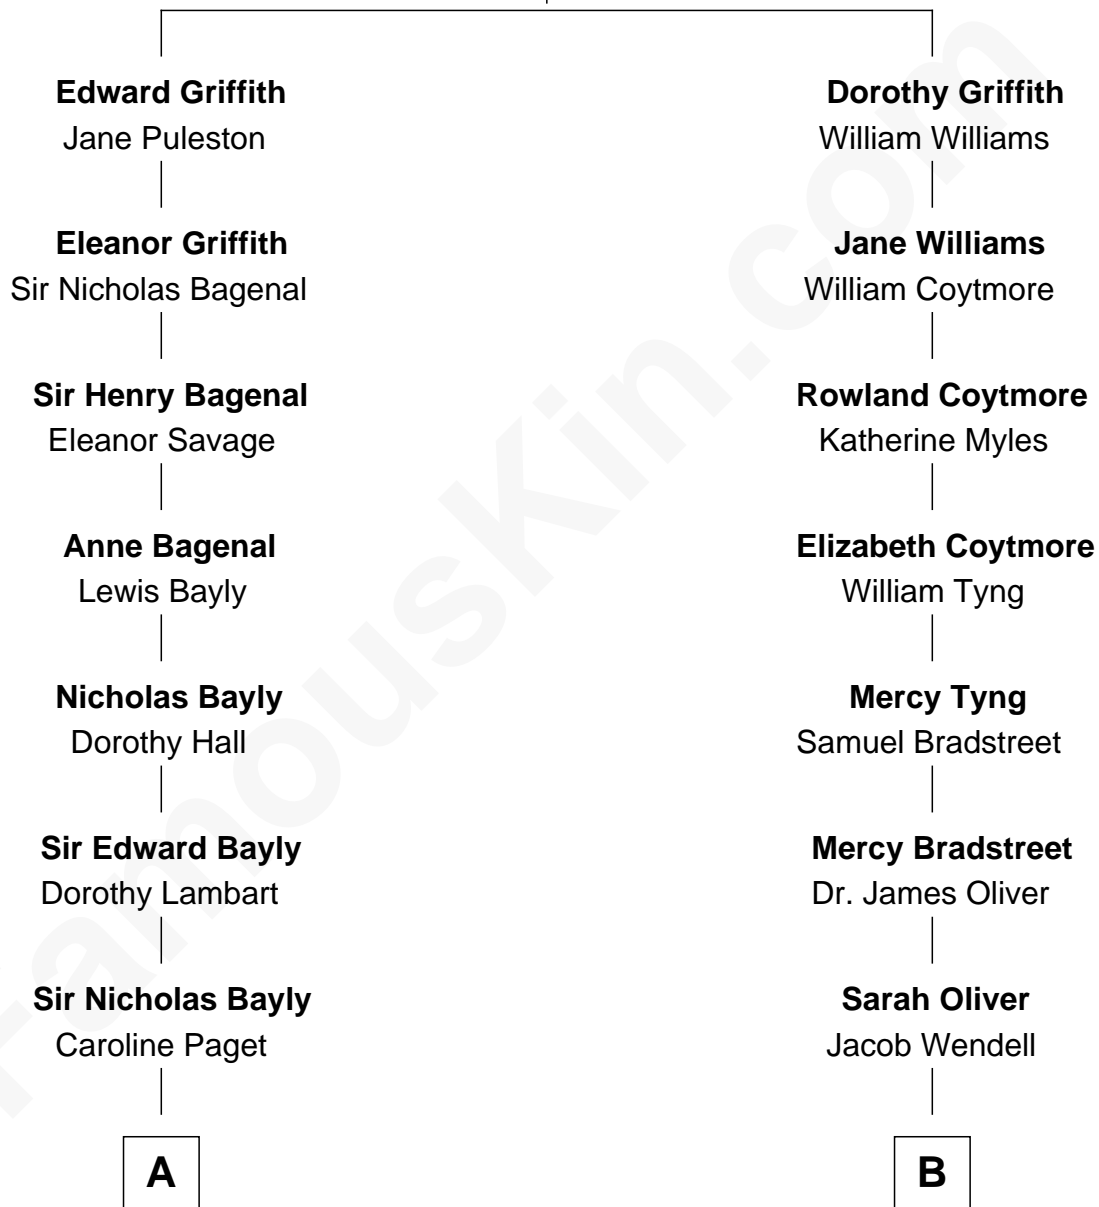 Edward Griffith
Jane Puleston
Eleanor Griffith
Sir Nicholas Bagenal
Sir Henry Bagenal
Eleanor Savage
Anne Bagenal
Lewis Bayly
Nicholas Bayly
Dorothy Hall
Sir Edward Bayly
Dorothy Lambart
Sir Nicholas Bayly
Caroline Paget
A
Dorothy Griffith
William Williams
Jane Williams
William Coytmore
Rowland Coytmore
Katherine Myles
Elizabeth Coytmore
William Tyng
Mercy Tyng
Samuel Bradstreet
Mercy Bradstreet
Dr. James Oliver
Sarah Oliver
Jacob Wendell
B
FamousKin.com